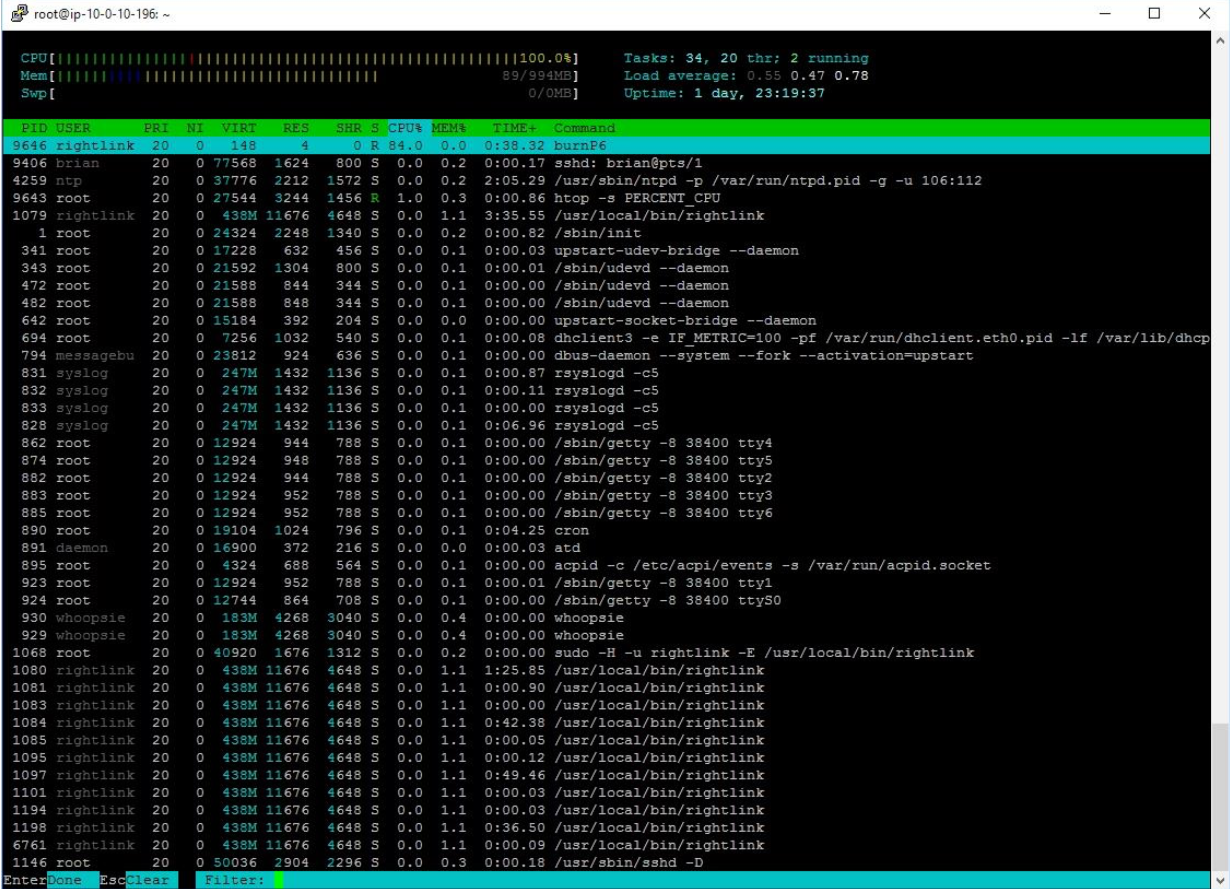 root@ip-10-0-10-196: ~
CPU[||||||||||||||||||||||||||||||||||||||||||||||||||||100.0%] Tasks: 34, 20 thr; 2 running
Mem[||||||||||||||||||||||||||||||||||||| 89/994MB] Load average: 0.55 0.47 0.78
Swp[ 0/0MB] Uptime: 1 day, 23:19:37
PID USER PRI NI VIRT RES SHR S CPU% MEM% TIME+ Command
9646 rightlink 20 0 148 4 0 R 84.0 0.0 0:38.32 burnP6
9406 brian 20 0 77568 1624 800 S 0.0 0.2 0:00.17 sshd: brian@pts/1
4259 ntp 20 0 37776 2212 1572 S 0.0 0.2 2:05.29 /usr/sbin/ntpd -p /var/run/ntpd.pid -g -u 106:112
9643 root 20 0 27544 3244 1456 R 1.0 0.3 0:00.86 htop -s PERCENT_CPU
1079 rightlink 20 0 438M 11676 4648 S 0.0 1.1 3:35.55 /usr/local/bin/rightlink
1 root 20 0 24324 2248 1340 S 0.0 0.2 0:00.82 /sbin/init
341 root 20 0 17228 632 456 S 0.0 0.1 0:00.03 upstart-udev-bridge --daemon
343 root 20 0 21592 1304 800 S 0.0 0.1 0:00.01 /sbin/udevd --daemon
472 root 20 0 21588 844 344 S 0.0 0.1 0:00.00 /sbin/udevd --daemon
482 root 20 0 21588 848 344 S 0.0 0.1 0:00.00 /sbin/udevd --daemon
642 root 20 0 15184 392 204 S 0.0 0.0 0:00.00 upstart-socket-bridge --daemon
694 root 20 0 7256 1032 540 S 0.0 0.1 0:00.08 dhclient3 -e IF_METRIC=100 -pf /var/run/dhclient.eth0.pid -lf /var/lib/dhcp
794 messagebu 20 0 23812 924 636 S 0.0 0.1 0:00.00 dbus-daemon --system --fork --activation=upstart
831 syslog 20 0 247M 1432 1136 S 0.0 0.1 0:00.87 rsyslogd -c5
832 syslog 20 0 247M 1432 1136 S 0.0 0.1 0:00.11 rsyslogd -c5
833 syslog 20 0 247M 1432 1136 S 0.0 0.1 0:00.00 rsyslogd -c5
828 syslog 20 0 247M 1432 1136 S 0.0 0.1 0:06.96 rsyslogd -c5
862 root 20 0 12924 944 788 S 0.0 0.1 0:00.00 /sbin/getty -8 38400 tty4
874 root 20 0 12924 948 788 S 0.0 0.1 0:00.00 /sbin/getty -8 38400 tty5
882 root 20 0 12924 944 788 S 0.0 0.1 0:00.00 /sbin/getty -8 38400 tty2
883 root 20 0 12924 952 788 S 0.0 0.1 0:00.00 /sbin/getty -8 38400 tty3
885 root 20 0 12924 952 788 S 0.0 0.1 0:00.00 /sbin/getty -8 38400 tty6
890 root 20 0 19104 1024 796 S 0.0 0.1 0:04.25 cron
891 daemon 20 0 16900 372 216 S 0.0 0.0 0:00.03 atd
895 root 20 0 4324 688 564 S 0.0 0.1 0:00.00 acpid -c /etc/acpi/events -s /var/run/acpid.socket
923 root 20 0 12924 952 788 S 0.0 0.1 0:00.01 /sbin/getty -8 38400 tty1
924 root 20 0 12744 864 708 S 0.0 0.1 0:00.00 /sbin/getty -8 38400 ttyS0
930 whoopsie 20 0 183M 4268 3040 S 0.0 0.4 0:00.00 whoopsie
929 whoopsie 20 0 183M 4268 3040 S 0.0 0.4 0:00.00 whoopsie
1068 root 20 0 40920 1676 1312 S 0.0 0.2 0:00.00 sudo -H -u rightlink -E /usr/local/bin/rightlink
1080 rightlink 20 0 438M 11676 4648 S 0.0 1.1 1:25.85 /usr/local/bin/rightlink
1081 rightlink 20 0 438M 11676 4648 S 0.0 1.1 0:00.90 /usr/local/bin/rightlink
1083 rightlink 20 0 438M 11676 4648 S 0.0 1.1 0:00.00 /usr/local/bin/rightlink
1084 rightlink 20 0 438M 11676 4648 S 0.0 1.1 0:42.38 /usr/local/bin/rightlink
1085 rightlink 20 0 438M 11676 4648 S 0.0 1.1 0:00.05 /usr/local/bin/rightlink
1095 rightlink 20 0 438M 11676 4648 S 0.0 1.1 0:00.12 /usr/local/bin/rightlink
1097 rightlink 20 0 438M 11676 4648 S 0.0 1.1 0:49.46 /usr/local/bin/rightlink
1101 rightlink 20 0 438M 11676 4648 S 0.0 1.1 0:00.03 /usr/local/bin/rightlink
1194 rightlink 20 0 438M 11676 4648 S 0.0 1.1 0:00.03 /usr/local/bin/rightlink
1198 rightlink 20 0 438M 11676 4648 S 0.0 1.1 0:36.50 /usr/local/bin/rightlink
6761 rightlink 20 0 438M 11676 4648 S 0.0 1.1 0:00.09 /usr/local/bin/rightlink
1146 root 20 0 50036 2904 2296 S 0.0 0.3 0:00.18 /usr/sbin/sshd -D
EnterDone EscClear Filter: